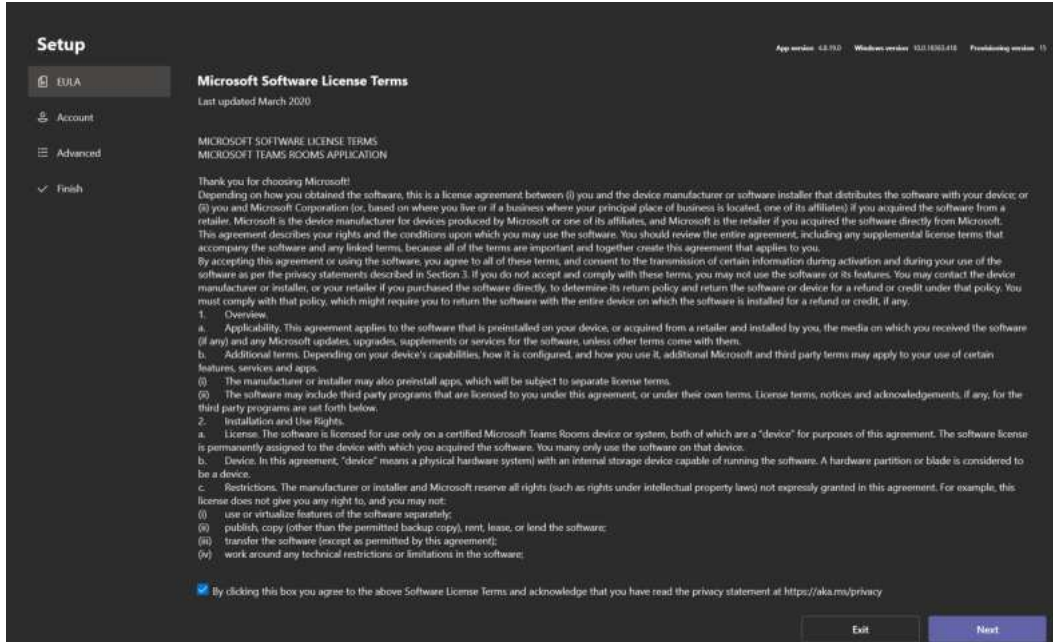 Setup
App version 4.8.19.0 Windows version 10.0.18363.418 Provisioning version 15
EULA
Account
Advanced
Finish
Microsoft Software License Terms
Last updated March 2020
MICROSOFT SOFTWARE LICENSE TERMS
MICROSOFT TEAMS ROOMS APPLICATION
Thank you for choosing Microsoft!
Depending on how you obtained the software, this is a license agreement between (i) you and the device manufacturer or software installer that distributes the software with your device; or
(ii) you and Microsoft Corporation (or, based on where you live or if a business where your principal place of business is located, one of its affiliates) if you acquired the software from a
retailer. Microsoft is the device manufacturer for devices produced by Microsoft or one of its affiliates, and Microsoft is the retailer if you acquired the software directly from Microsoft.
This agreement describes your rights and the conditions upon which you may use the software. You should review the entire agreement, including any supplemental license terms that
accompany the software and any linked terms, because all of the terms are important and together create this agreement that applies to you.
By accepting this agreement or using the software, you agree to all of these terms, and consent to the transmission of certain information during activation and during your use of the
software as per the privacy statements described in Section 3. If you do not accept and comply with these terms, you may not use the software or its features. You may contact the device
manufacturer or installer, or your retailer if you purchased the software directly, to determine its return policy and return the software or device for a refund or credit under that policy. You
must comply with that policy, which might require you to return the software with the entire device on which the software is installed for a refund or credit, if any.
1. Overview.
a. Applicability. This agreement applies to the software that is preinstalled on your device, or acquired from a retailer and installed by you, the media on which you received the software
(if any) and any Microsoft updates, upgrades, supplements or services for the software, unless other terms come with them.
b. Additional terms. Depending on your device's capabilities, how it is configured, and how you use it, additional Microsoft and third party terms may apply to your use of certain
features, services and apps.
(i) The manufacturer or installer may also preinstall apps, which will be subject to separate license terms.
(ii) The software may include third party programs that are licensed to you under this agreement, or under their own terms. License terms, notices and acknowledgements, if any, for the
third party programs are set forth below.
2. Installation and Use Rights.
a. License. The software is licensed for use only on a certified Microsoft Teams Rooms device or system, both of which are a "device" for purposes of this agreement. The software license
is permanently assigned to the device with which you acquired the software. You many only use the software on that device.
b. Device. In this agreement, "device" means a physical hardware system) with an internal storage device capable of running the software. A hardware partition or blade is considered to
be a device.
c. Restrictions. The manufacturer or installer and Microsoft reserve all rights (such as rights under intellectual property laws) not expressly granted in this agreement. For example, this
license does not give you any right to, and you may not:
(i) use or virtualize features of the software separately;
(ii) publish, copy (other than the permitted backup copy), rent, lease, or lend the software;
(iii) transfer the software (except as permitted by this agreement);
(iv) work around any technical restrictions or limitations in the software;
By clicking this box you agree to the above Software License Terms and acknowledge that you have read the privacy statement at https://aka.ms/privacy
Exit
Next